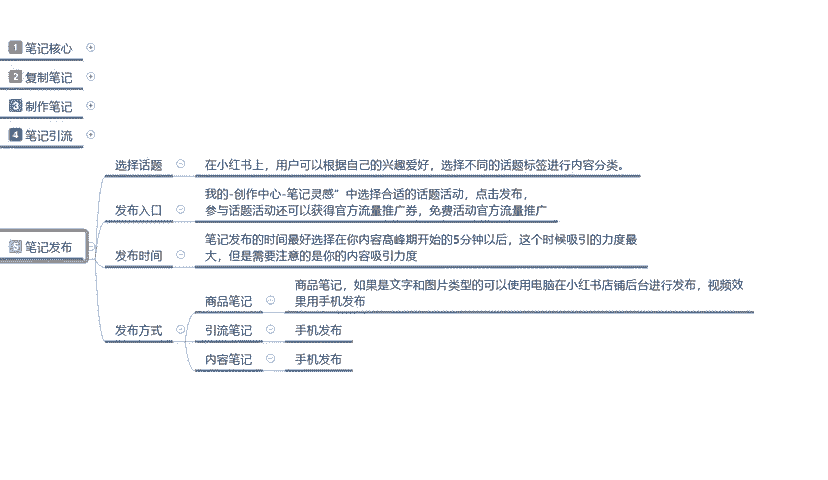 1 笔记核心
2 复制笔记
3 制作笔记
4 笔记引流
笔记发布
选择话题
在小红书上，用户可以根据自己的兴趣爱好，选择不同的话题标签进行内容分类。
发布入口
我的-创作中心-笔记灵感”中选择合适的话题活动，点击发布，
参与话题活动还可以获得官方流量推广券，免费活动官方流量推广
发布时间
笔记发布的时间最好选择在你内容高峰期开始的5分钟以后，这个时候吸引的力度最
大，但是需要注意的是你的内容吸引力度
发布方式
商品笔记
商品笔记，如果是文字和图片类型的可以使用电脑在小红书店铺后台进行发布，视频效
果用手机发布
引流笔记
手机发布
内容笔记
手机发布